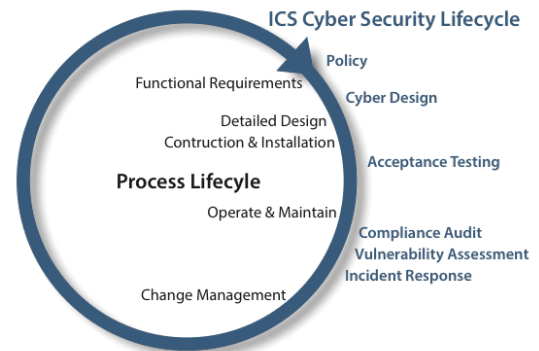 ICS Cyber Security Lifecycle
Policy
Functional Requirements
Cyber Design
Detailed Design
Contruction & Installation
Acceptance Testing
Process Lifecyle
Operate & Maintain
Compliance Audit
Vulnerability Assessment
Incident Response
Change Management